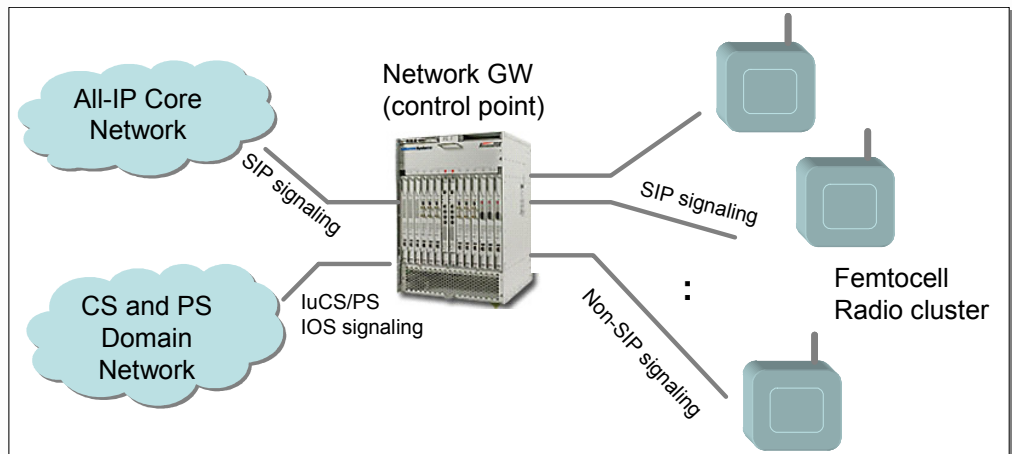 All-IP Core
Network
SIP signaling
Network GW
(control point)
SIP signaling
CS and PS
Domain
Network
IuCS/PS
IOS signaling
Non-SIP signaling
:
Femtocell
Radio cluster